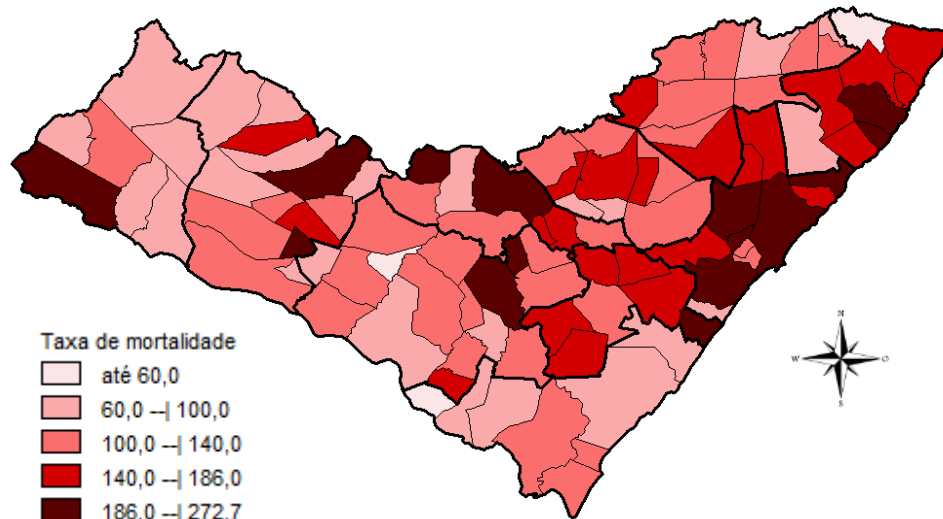 Taxa de mortalidade
até 60,0
60,0 --| 100,0
100,0 --| 140,0
140,0 --| 186,0
186,0 --| 272,7
N
W
O
S